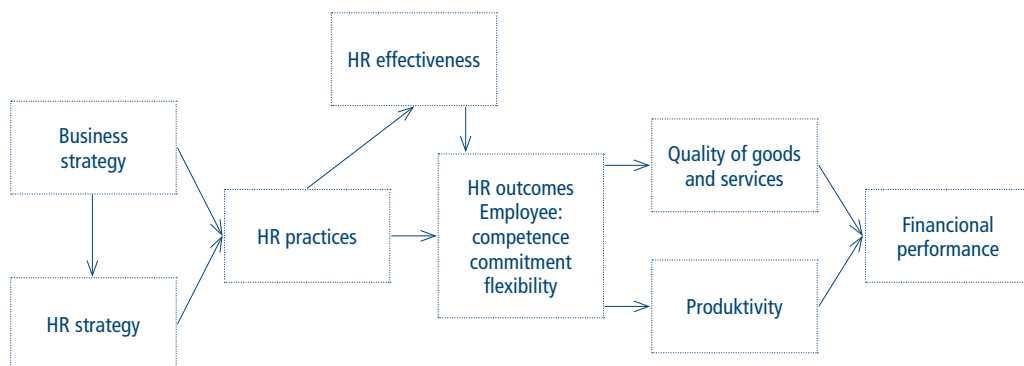 HR effectiveness
Business
strategy
HR strategy
HR practices
HR outcomes
Employee:
competence
commitment
flexibility
Quality of goods
and services
Produktivity
Financional
performance